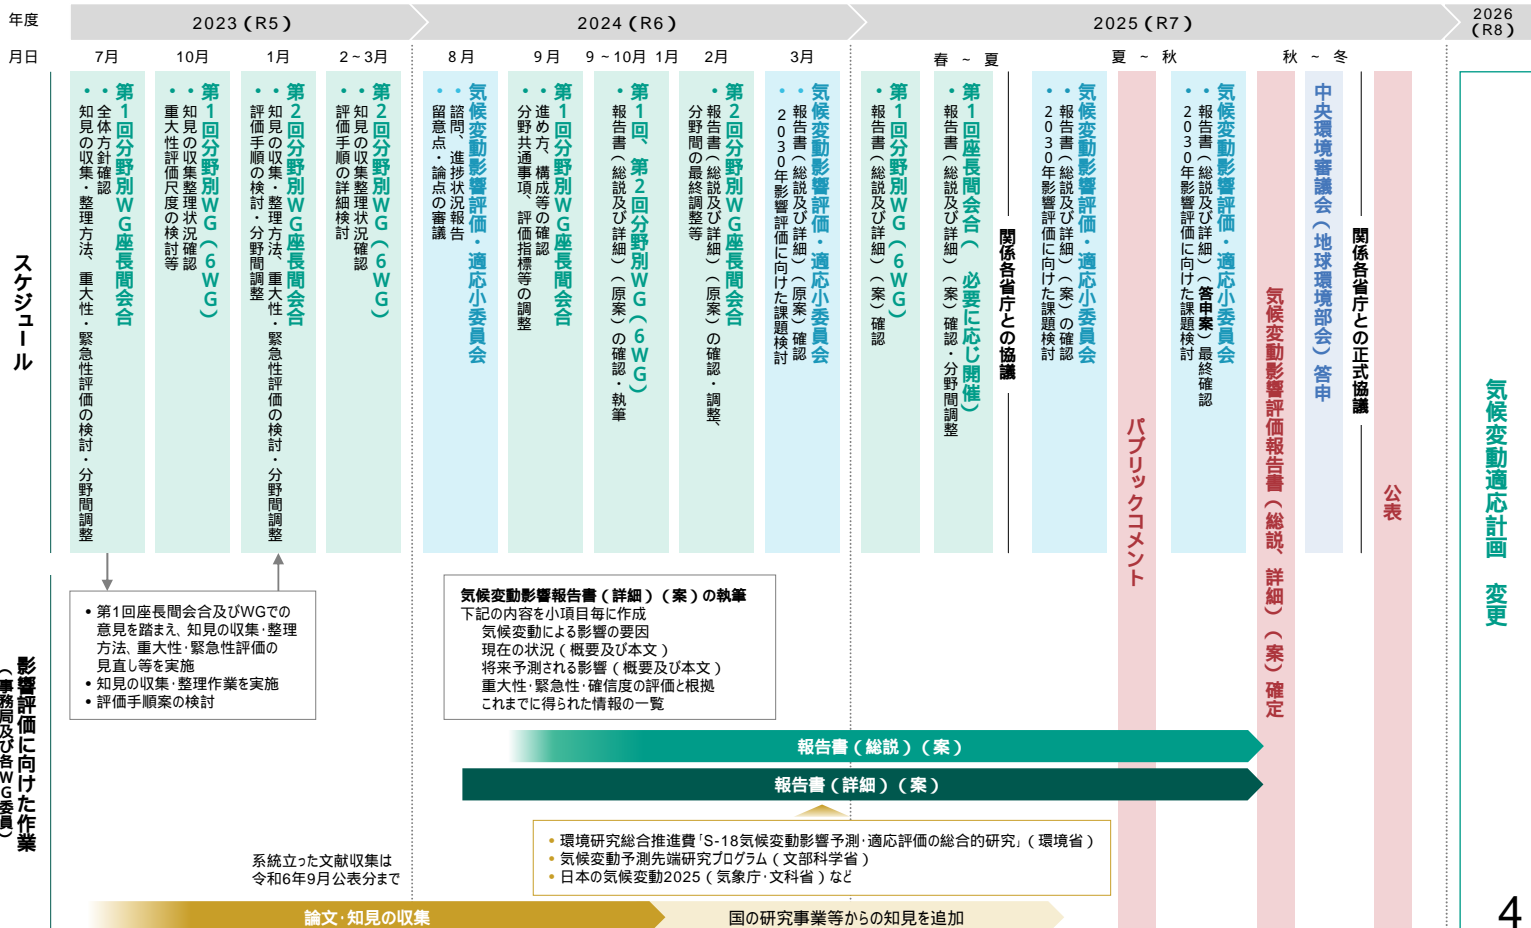 年度
2023（R5）
2024（R6）
2025（R7）
2026
（R8）
月日
7月
10月
1月
2~3月
8月
9月
9~10月
1月
2月
3月
春 ~ 夏
夏 ~ 秋
秋 ~ 冬
スケジュール
第1回分野別WG座長間会合
・ 全体方針確認
・ 知見の収集・整理方法、重大性・緊急性評価の検討・分野間調整
第1回分野別WG（6WG）
・ 知見の収集整理状況確認
・ 重大性評価尺度の検討等
第2回分野別WG座長間会合
・ 知見の収集・整理方法、重大性・緊急性評価の検討・分野間調整
・ 評価手順の検討・分野間調整
第2回分野別WG（6WG）
・ 知見の収集整理状況確認
・ 評価手順の詳細検討
気候変動影響評価・適応小委員会
・ 諮問、進捗状況報告
・ 留意点・論点の審議
第1回分野別WG座長間会合
・ 進め方、構成等の確認
・ 分野共通事項、評価指標等の調整
第1回、第2回分野別WG（6WG）
・ 報告書（総説及び詳細）（原案）の確認・執筆
第2回分野別WG座長間会合
・ 報告書（総説及び詳細）（原案）の確認・調整、
分野間の最終調整等
気候変動影響評価・適応小委員会
・ 報告書（総説及び詳細）（原案）確認
・ 2030年影響評価に向けた課題検討
第1回分野別WG（6WG）
・ 報告書（総説及び詳細）（案）確認
第1回座長間会合（ 必要に応じ開催）
・ 報告書（総説及び詳細）（案）確認・分野間調整
関係各省庁との協議
気候変動影響評価・適応小委員会
・ 報告書（総説及び詳細）（案）の確認
・ 2030年影響評価に向けた課題検討
パブリックコメント
気候変動影響評価・適応小委員会
・ 報告書（総説及び詳細）（答申案）最終確認
・ 2030年影響評価に向けた課題検討
気候変動影響評価報告書（総説、詳細）（案）確定
中央環境審議会（地球環境部会）答申
関係各省庁との正式協議
公表
気候変動適応計画 変更
影響評価に向けた作業
（事務局及び各WG委員）
• 第1回座長間会合及びWGでの
意見を踏まえ、知見の収集・整理
方法、重大性・緊急性評価の
見直し等を実施
• 知見の収集・整理作業を実施
• 評価手順案の検討
気候変動影響報告書（詳細）（案）の執筆
下記の内容を小項目毎に作成
気候変動による影響の要因
現在の状況（概要及び本文）
将来予測される影響（概要及び本文）
重大性・緊急性・確信度の評価と根拠
これまでに得られた情報の一覧
報告書（総説）（案）
報告書（詳細）（案）
• 環境研究総合推進費「S-18気候変動影響予測・適応評価の総合的研究」（環境省）
• 気候変動予測先端研究プログラム（文部科学省）
• 日本の気候変動2025（気象庁・文科省）など
系統立った文献収集は
令和6年9月公表分まで
論文・知見の収集
国の研究事業等からの知見を追加
4